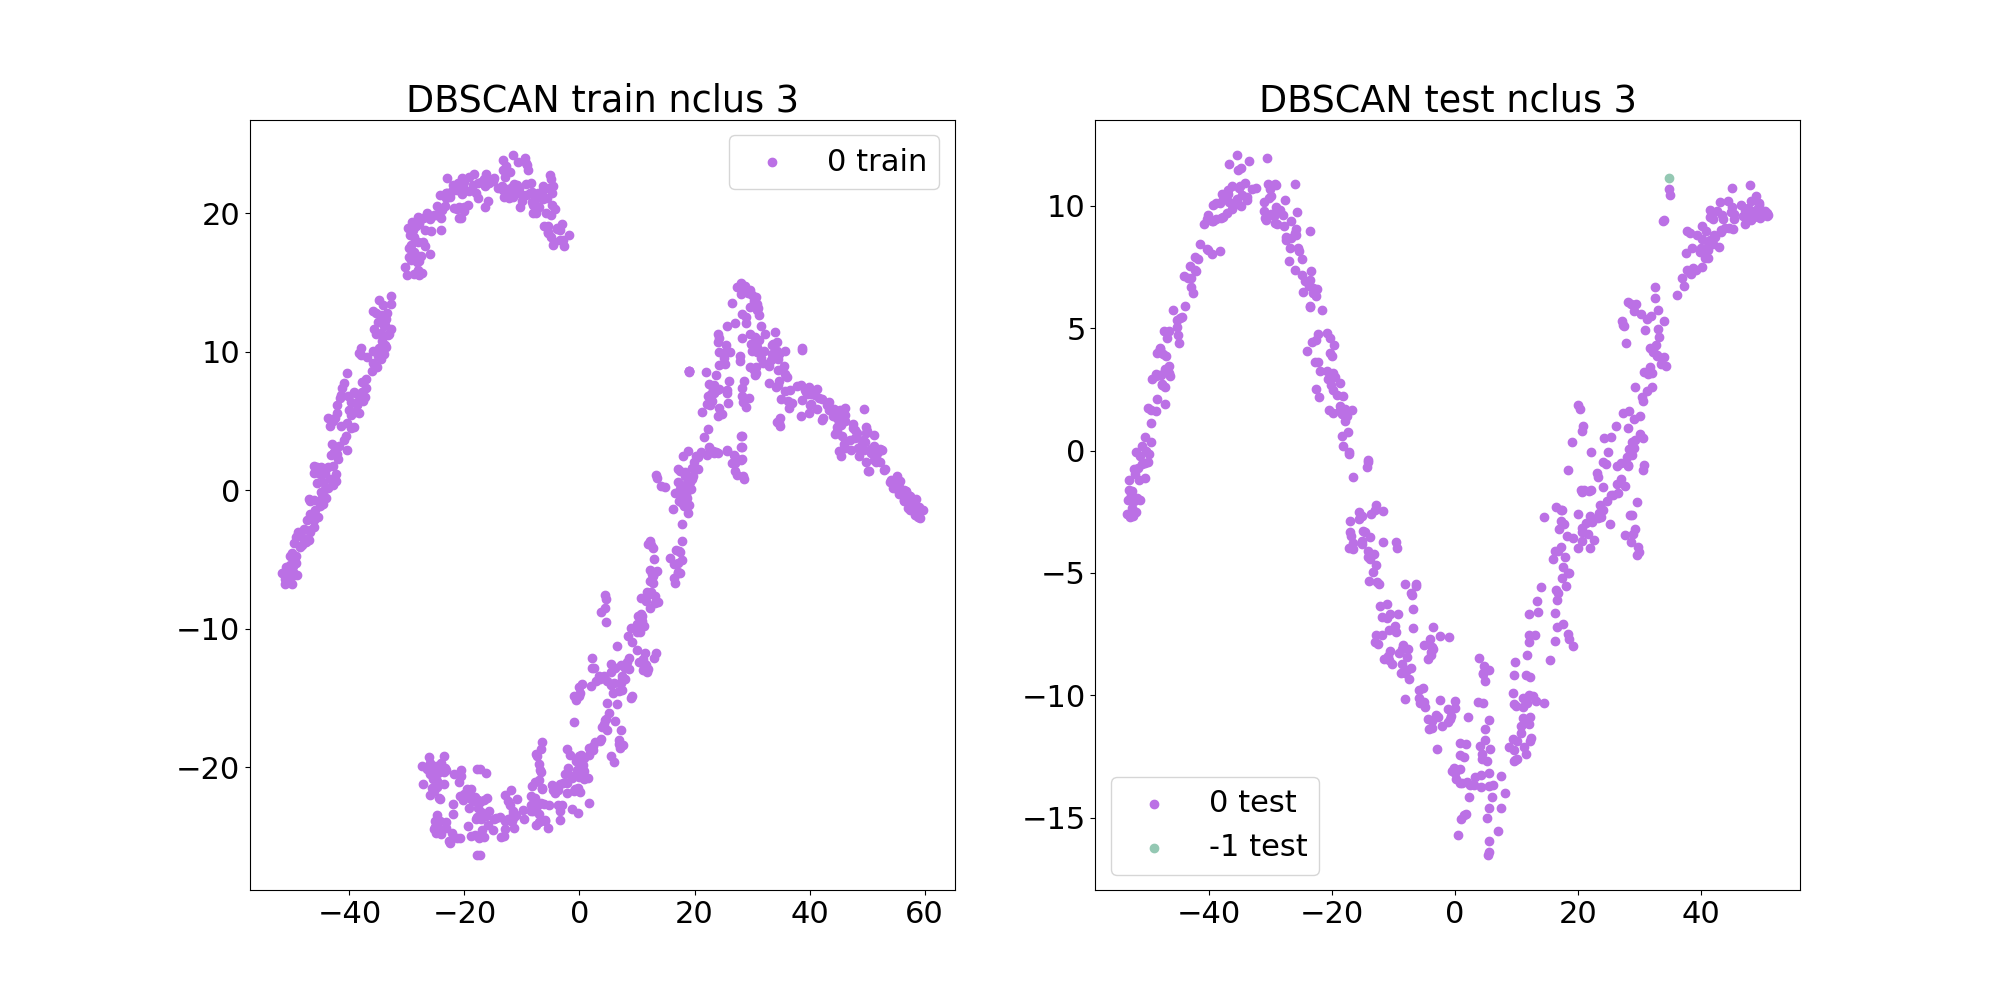 DBSCAN train nclus 3
0 train
20
10
0
−10
−20
−40 −20 0 20 40 60
DBSCAN test nclus 3
10
5
0
−5
−10
−15
0 test
-1 test
−40 −20 0 20 40